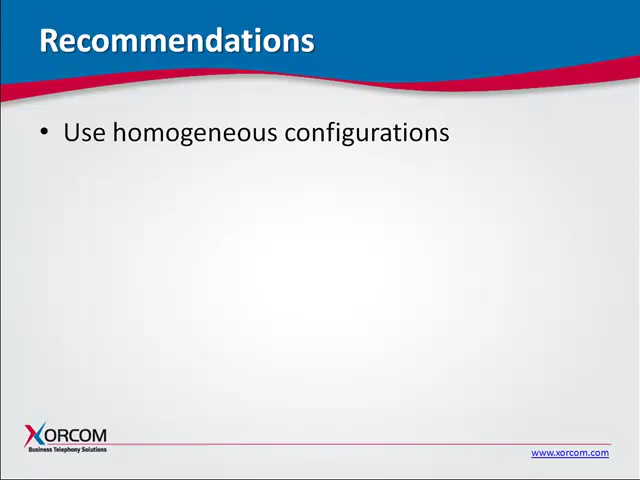 Recommendations
• Use homogeneous configurations
XORCOM
Business Telephony Solutions
www.xorcom.com